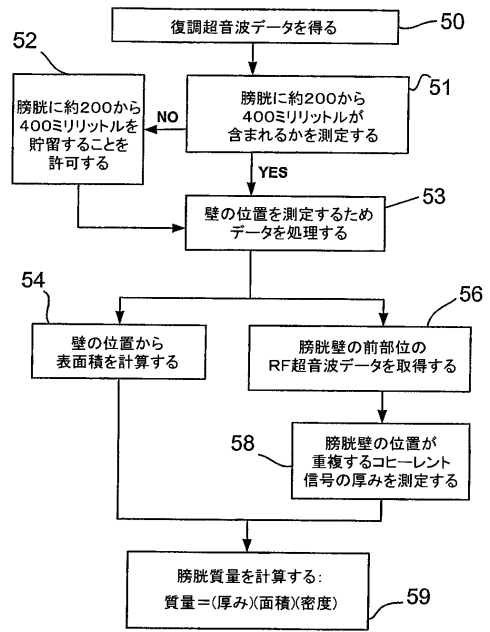 復調超音波データを得る
50
膀胱に約200から
400ミリリットルが
含まれるかを測定する
51
52
膀胱に約200から
400ミリリットルを
貯留することを
許可する
NO
YES
壁の位置を測定するため
データを処理する
53
54
壁の位置から
表面積を計算する
56
膀胱壁の前部位の
RF超音波データを取得する
58
膀胱壁の位置が
重複するコヒーレント
信号の厚みを測定する
膀胱質量を計算する:
質量=(厚み)(面積)(密度)
59